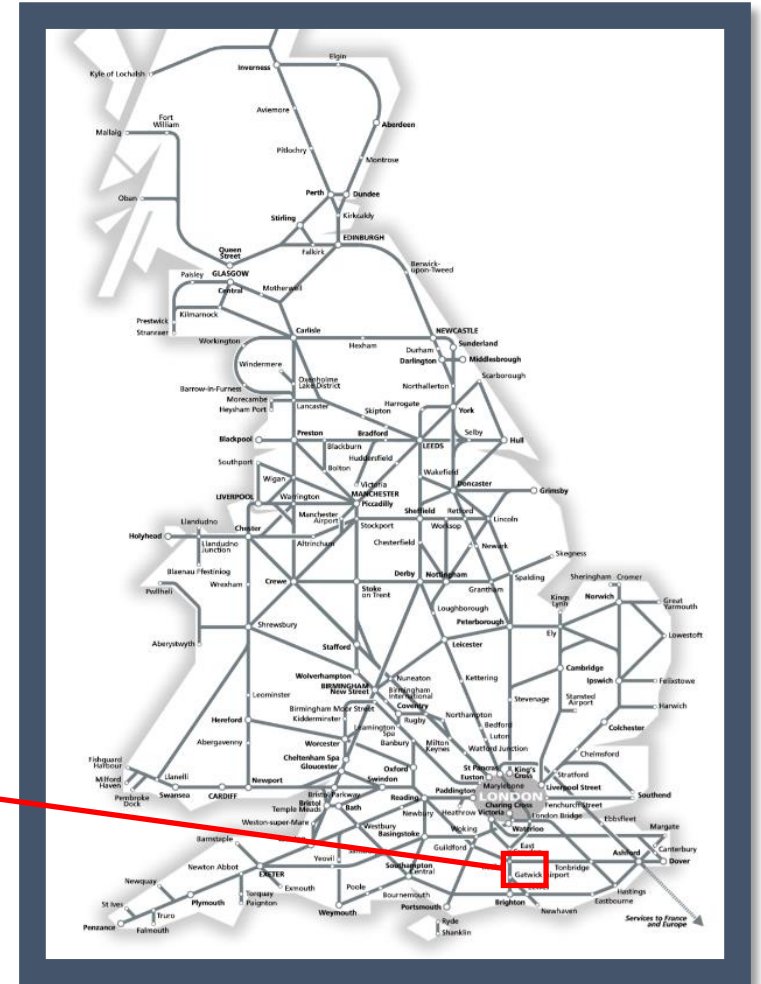 Elgin
Inverness
Kyle of Lochalsh
Aviemore
Fort
William
Aberdeen
Mallaig
Pitlochry
Montrose
Perth
Dundee
Oban
Stirling
Kirkcaldy
EDINBURGH
Queen
Street
Falkirk
Berwick-
upon-Tweed
Paisley
GLASGOW
Central
Motherwell
Prestwick
Kilmarnock
Stranraer
Carlisle
NEWCASTLE
Workington
Hexham
Sunderland
Durham
Darlington
Middlesbrough
Windermere
Scarborough
Oxenholme
Lake District
Barrow-in-Furness
Northallerton
Morecambe
Heysham Port
Lancaster
Harrogate
York
Skipton
Blackpool
Preston
Bradford
Selby
Hull
Blackburn
LEEDS
Huddersfield
Southport
Bolton
Wakefield
Wigan
Victoria
Doncaster
MANCHESTER
Piccadilly
Grimsby
LIVERPOOL
Warrington
Sheffield
Retford
Manchester
Airport
Stockport
Worksop
Lincoln
Llandudno
Chester
Holyhead
Llandudno
Junction
Altrincham
Chesterfield
Newark
Skegness
Blaenau Ffestiniog
Wrexham
Crewe
Derby
Nottingham
Spalding
Sheringham
Cromer
Pwllheli
Stoke
on Trent
Grantham
Kings
Lynn
Norwich
Great
Yarmouth
Loughborough
Shrewsbury
Peterborough
Ely
Lowestoft
Aberystwyth
Stafford
Leicester
Wolverhampton
Cambridge
BIRMINGHAM
New Street
Nuneaton
Kettering
Ipswich
Felixstowe
Birmingham
International
Leominster
Stevenage
Stansted
Airport
Birmingham Moor Street
Coventry
Harwich
Hereford
Kidderminster
Rugby
Northampton
Leamington
Spa
Bedford
Colchester
Abergavenny
Worcester
Banbury
Milton
Keynes
Luton
Watford Junction
Chelmsford
Fishguard
Harbour
Cheltenham Spa
Gloucester
Oxford
St Pancras
King's
Cross
Milford
Haven
Llanelli
Newport
Swindon
Euston
Stratford
Marylebone
Liverpool Street
Pembroke
Dock
Swansea
CARDIFF
Bristol Parkway
Reading
Paddington
LONDON
Southend
Bristol
Temple Meads
Bath
Charing Cross
Fenchurch Street
Newbury
Heathrow
Victoria
London Bridge
Ebbsfleet
Weston-super-Mare
Westbury
Waterloo
Margate
Barnstaple
Basingstoke
Woking
East
Canterbury
Yeovil
Guildford
Tonbridge
Ashford
Dover
Newton Abbot
EXETER
Southampton
Central
Gatwick
Airport
Newquay
Exmouth
Poole
Hastings
St Ives
Plymouth
Torquay
Paignton
Bournemouth
Brighton
Eastbourne
Truro
Weymouth
Portsmouth
Newhaven
Penzance
Falmouth
Ryde
Shanklin
Services to France
and Europe